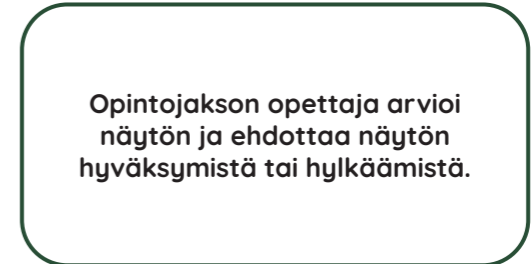 Opintojakson opettaja arvioi
näytön ja ehdottaa näytön
hyväksymistä tai hylkäämistä.